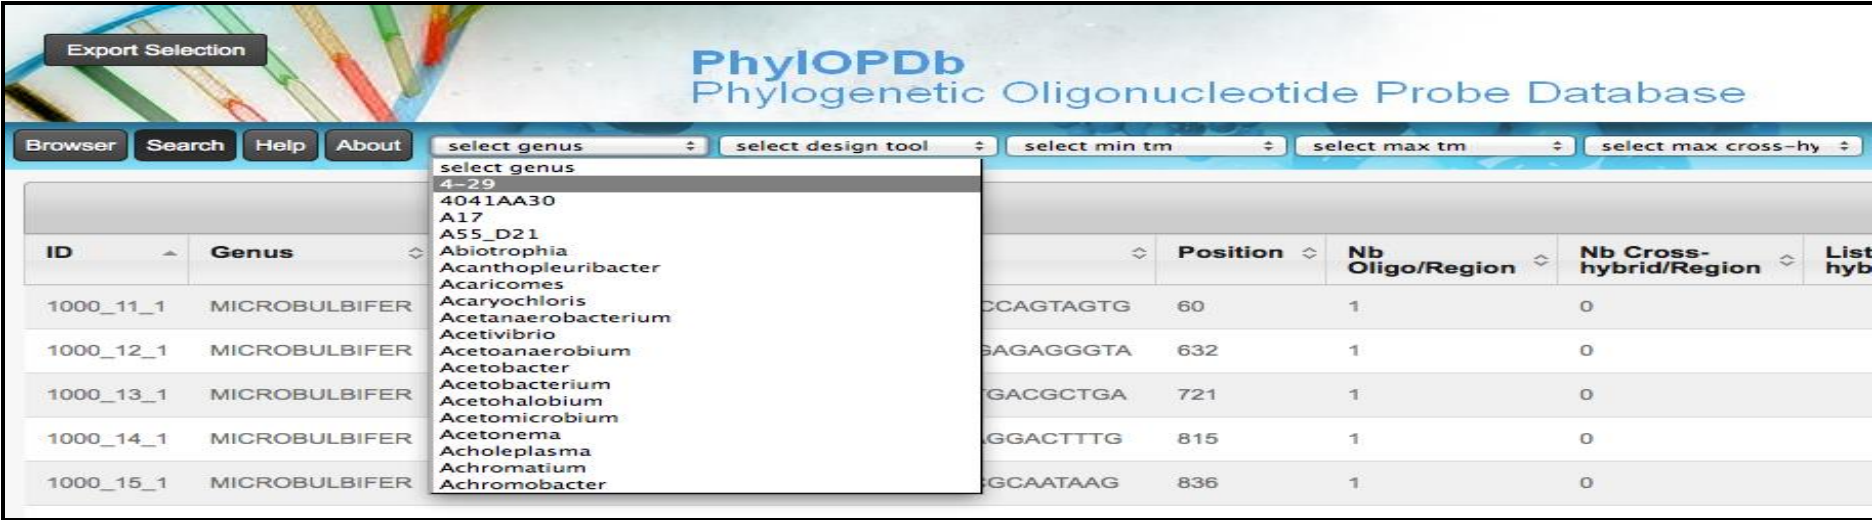 Export Selection
PhylOPDb
Phylogenetic Oligonucleotide Probe Database
Browser Search Help About select genus select design tool select min tm select max tm select max cross-hy
select genus
4-29
4041AA30
A17
A55_D21
Abiotrophia
Acanthopleuribacter
Acaricomes
Acaryochloris
Acetanaerobacterium
Acetivibrio
Acetoanaerobium
Acetobacter
Acetobacterium
Acetohalobium
Acetomicrobium
Acetonema
Acholeplasma
Achromatium
Achromobacter
ID Genus Position Nb Oligo/Region Nb Cross-hybrid/Region List hyb
1000_11_1 MICROBULBIFER CCAGTAGTG 60 1 0
1000_12_1 MICROBULBIFER GAGAGGGTA 632 1 0
1000_13_1 MICROBULBIFER GACGCTGA 721 1 0
1000_14_1 MICROBULBIFER GGACTTTG 815 1 0
1000_15_1 MICROBULBIFER GCAATAAG 836 1 0